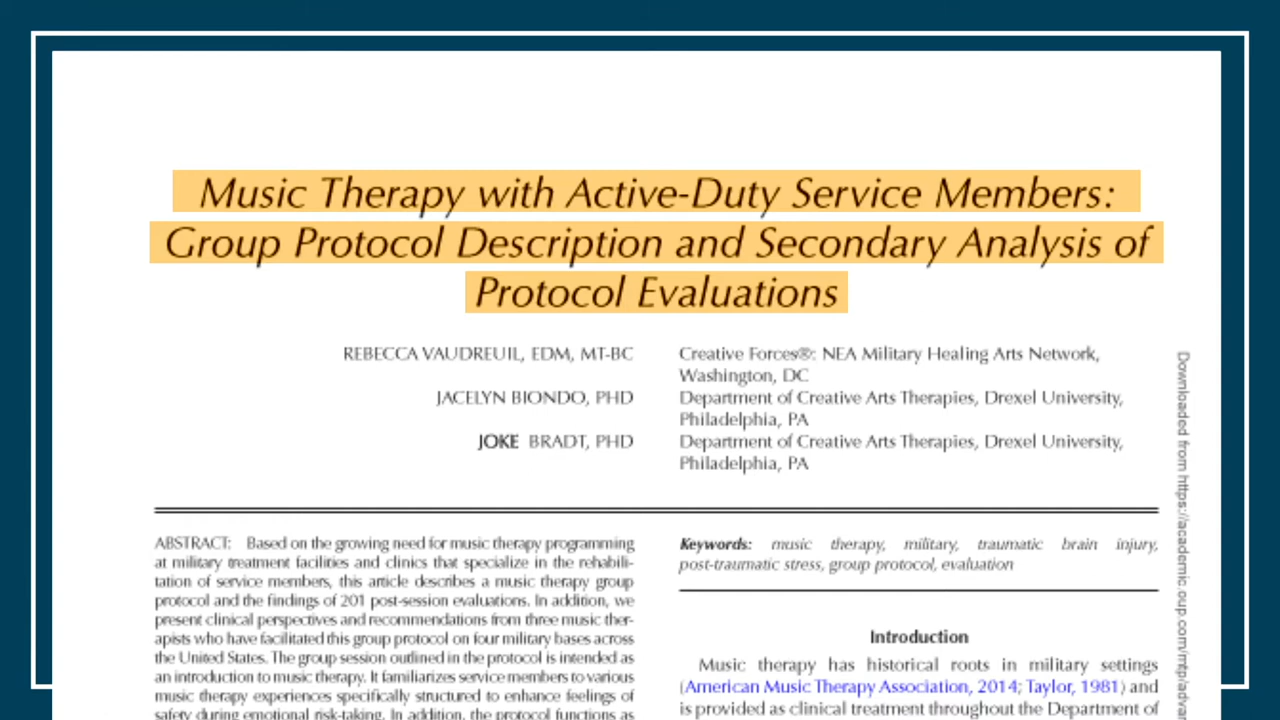 Music Therapy with Active-Duty Service Members:
Group Protocol Description and Secondary Analysis of
Protocol Evaluations
REBECCA VAUDREUIL, EDM, MT-BC
Creative Forces®: NEA Military Healing Arts Network,
Washington, DC
JACELYN BIONDO, PHD
Department of Creative Arts Therapies, Drexel University,
Philadelphia, PA
JOKE BRADT, PHD
Department of Creative Arts Therapies, Drexel University,
Philadelphia, PA
ABSTRACT: Based on the growing need for music therapy programming
at military treatment facilities and clinics that specialize in the rehabili-
tation of service members, this article describes a music therapy group
protocol and the findings of 201 post-session evaluations. In addition, we
present clinical perspectives and recommendations from three music ther-
apists who have facilitated this group protocol on four military bases across
the United States. The group session outlined in the protocol is intended as
an introduction to music therapy. It familiarizes service members to various
music therapy experiences specifically structured to enhance feelings of
safety during emotional risk-taking. In addition, the protocol functions as
Keywords: music therapy, military, traumatic brain injury,
post-traumatic stress, group protocol, evaluation
Introduction
Music therapy has historical roots in military settings
(American Music Therapy Association, 2014; Taylor, 1981) and
is provided as clinical treatment throughout the Department of
Downloaded from https://academic.oup.com/mtp/adva